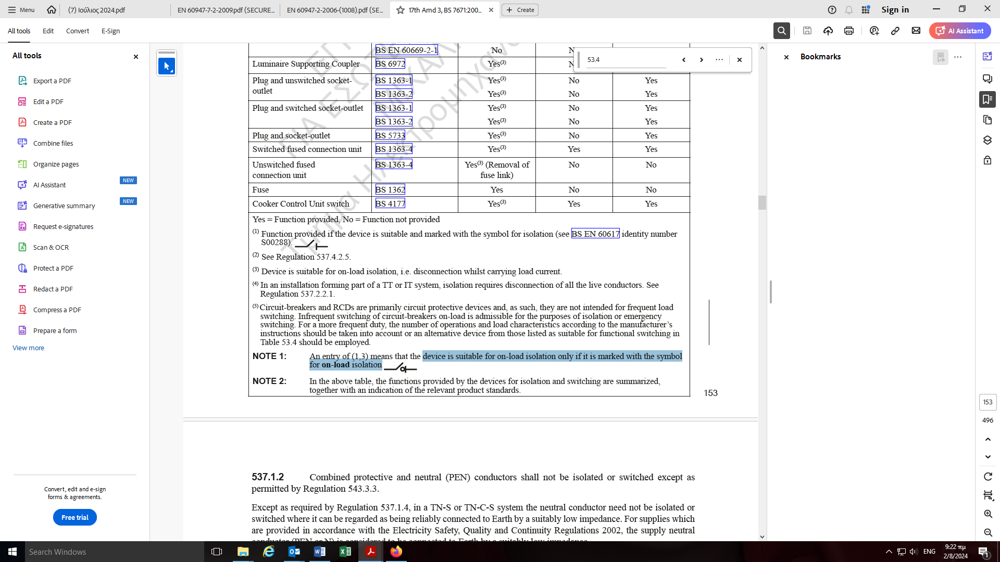 Menu
(7) Ιούλιος 2024.pdf
EN 60947-7-2-2009.pdf (SECURE...
EN 60947-2-2006-(1008).pdf (SE...
17th Amd 3, BS 7671:200...
Create
Sign in
All tools
Edit
Convert
E-Sign
AI Assistant
All tools
Export a PDF
Edit a PDF
Create a PDF
Combine files
Organize pages
AI Assistant
NEW
Generative summary
NEW
Request e-signatures
Scan & OCR
Protect a PDF
Redact a PDF
Compress a PDF
Prepare a form
View more
Convert, edit and e-sign
forms & agreements.
Free trial
53.4
BS EN 60669-2-1 No
Luminaire Supporting Coupler BS 6972 Yes(3)
Plug and unswitched socket- BS 1363-1 Yes(3) No Yes
outlet
BS 1363-2 Yes(3) No Yes
Plug and switched socket-outlet BS 1363-1 Yes(3) No Yes
BS 1363-2 Yes(3) No Yes
Plug and socket-outlet BS 5733 Yes(3) No Yes
Switched fused connection unit BS 1363-4 Yes(3) Yes Yes
Unswitched fused BS 1363-4 Yes(3) (Removal of No No
connection unit fuse link)
Fuse BS 1362 Yes No No
Cooker Control Unit switch BS 4177 Yes(3) Yes Yes
Yes = Function provided, No = Function not provided
(1) Function provided if the device is suitable and marked with the symbol for isolation (see BS EN 60617 identity number
S00288).
(2) See Regulation 537.4.2.5.
(3) Device is suitable for on-load isolation, i.e. disconnection whilst carrying load current.
(4) In an installation forming part of a TT or IT system, isolation requires disconnection of all the live conductors. See
Regulation 537.2.2.1.
(5) Circuit-breakers and RCDs are primarily circuit protective devices and, as such, they are not intended for frequent load
switching. Infrequent switching of circuit-breakers on-load is admissible for the purposes of isolation or emergency
switching. For a more frequent duty, the number of operations and load characteristics according to the manufacturer's
instructions should be taken into account or an alternative device from those listed as suitable for functional switching in
Table 53.4 should be employed.
NOTE 1: An entry of (1,3) means that the device is suitable for on-load isolation only if it is marked with the symbol
for on-load isolation
NOTE 2: In the above table, the functions provided by the devices for isolation and switching are summarized,
together with an indication of the relevant product standards.
153
537.1.2 Combined protective and neutral (PEN) conductors shall not be isolated or switched except as
permitted by Regulation 543.3.3.
Except as required by Regulation 537.1.4, in a TN-S or TN-C-S system the neutral conductor need not be isolated or
switched where it can be regarded as being reliably connected to Earth by a suitably low impedance. For supplies which
are provided in accordance with the Electricity Safety, Quality and Continuity Regulations 2002, the supply neutral
conductor (PEN or N) is considered to be connected to Earth by a suitably low impedance.
Bookmarks
153
496
Search Windows
ENG
9:22 πμ
2/8/2024
1